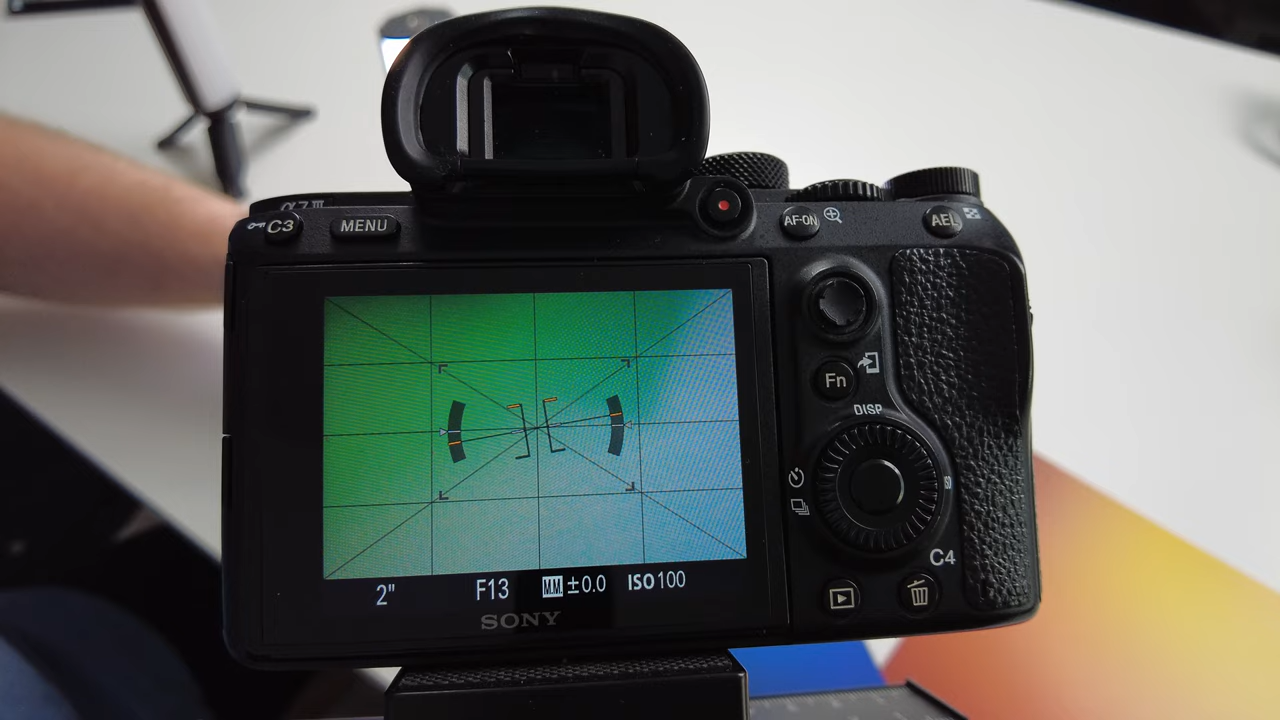 α7III
C3 MENU AF-ON AEL
Fn
DISP
C4
2" F13 M.M. ±0.0 ISO 100
SONY